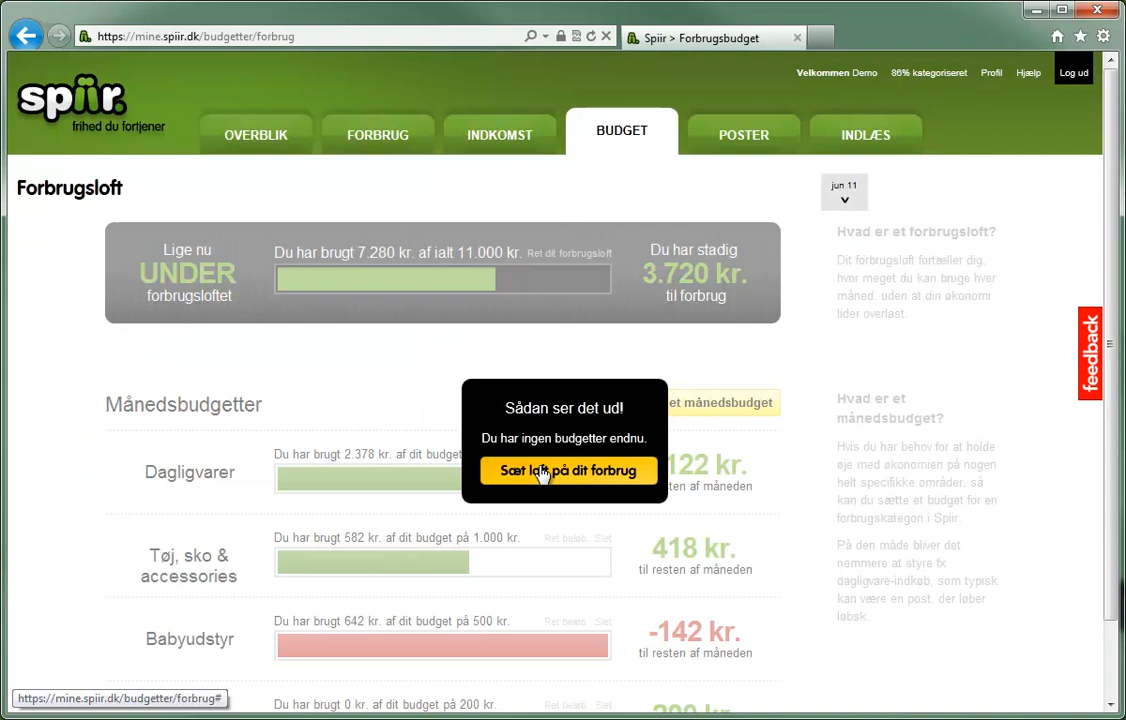 https://mine.spiir.dk/budgetter/forbrug
Spiir > Forbrugsbudget
spiir.
frihed du fortjener
Velkommen Demo
86% kategoriseret
Profil
Hjælp
Log ud
OVERBLIK
FORBRUG
INDKOMST
BUDGET
POSTER
INDLÆS
Forbrugsloft
jun 11
Lige nu
UNDER
forbrugsloftet
Du har brugt 7.280 kr. af ialt 11.000 kr.
Ret dit forbrugsloft
Du har stadig
3.720 kr.
til forbrug
Hvad er et forbrugsloft?
Dit forbrugsloft fortæller dig,
hvor meget du kan bruge hver
måned, uden at din økonomi
lider overlast.
feedback
Månedsbudgetter
et månedsbudget
Sådan ser det ud!
Du har ingen budgetter endnu.
Sæt loft på dit forbrug
Dagligvarer
Du har brugt 2.378 kr. af dit budget
122 kr.
ten af måneden
Tøj, sko &
accessories
Du har brugt 582 kr. af dit budget på 1.000 kr.
Ret beløb
Slet
418 kr.
til resten af måneden
Babyudstyr
Du har brugt 642 kr. af dit budget på 500 kr.
Ret beløb
Slet
-142 kr.
til resten af måneden
Du har brugt 0 kr. af dit budget på 200 kr.
Ret beløb
Slet
200 kr.
Hvad er et
månedsbudget?
Hvis du har behov for at holde
øje med økonomien på nogen
helt specifikke områder, så
kan du sætte et budget for en
forbrugskategori i Spiir.
På den måde bliver det
nemmere at styre fx
dagligvare-indkøb, som typisk
kan være en post, der løber
løbsk.
https://mine.spiir.dk/budgetter/forbrug#